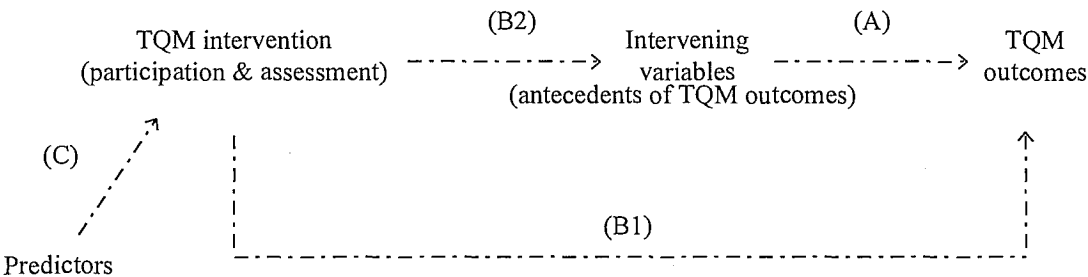 (B2)
(A)
TQM intervention
(participation & assessment)
Intervening
variables
(antecedents of TQM outcomes)
TQM
outcomes
(C)
(B1)
Predictors